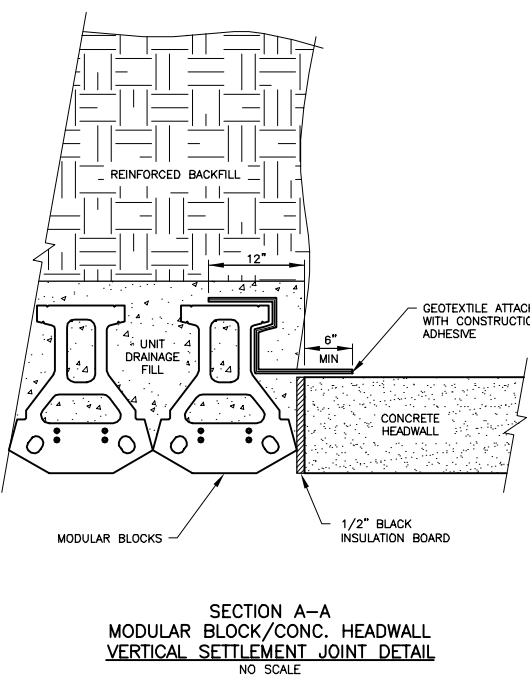 REINFORCED BACKFILL
12"
GEOTEXTILE ATTACH
WITH CONSTRUCTIO
ADHESIVE
6"
MIN
UNIT
DRAINAGE
FILL
CONCRETE
HEADWALL
MODULAR BLOCKS
1/2" BLACK
INSULATION BOARD
SECTION A-A
MODULAR BLOCK/CONC. HEADWALL
VERTICAL SETTLEMENT JOINT DETAIL
NO SCALE